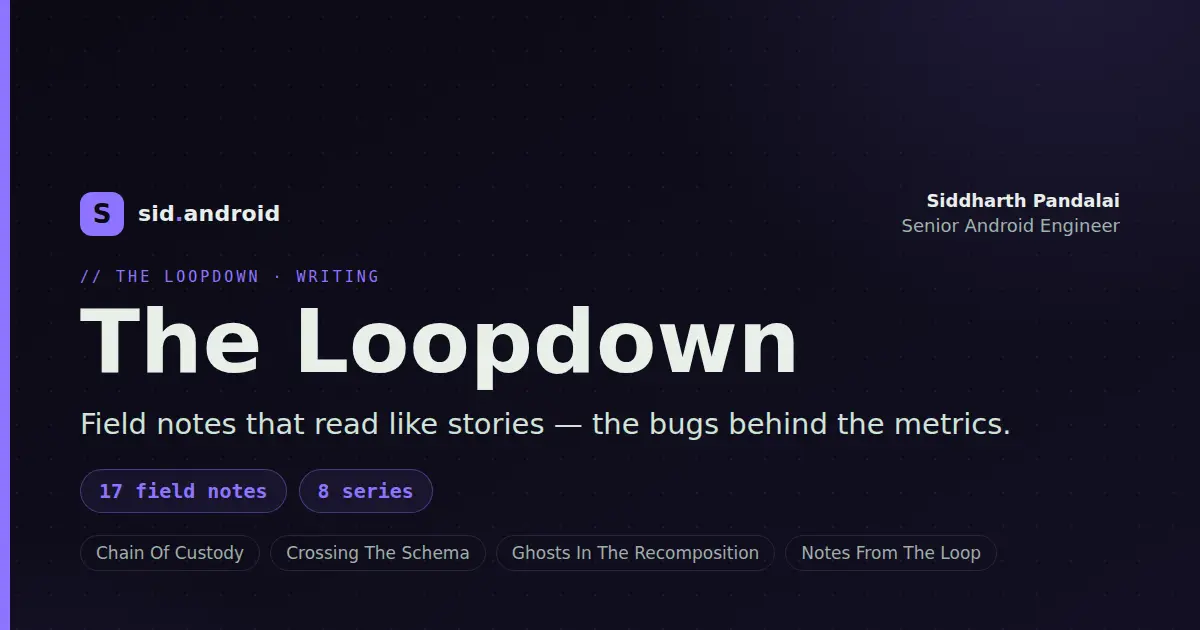 S sid.android
Siddharth Pandalai
Senior Android Engineer
// THE LOOPDOWN · WRITING
The Loopdown
Field notes that read like stories — the bugs behind the metrics.
17 field notes 8 series
Chain Of Custody Crossing The Schema Ghosts In The Recomposition Notes From The Loop